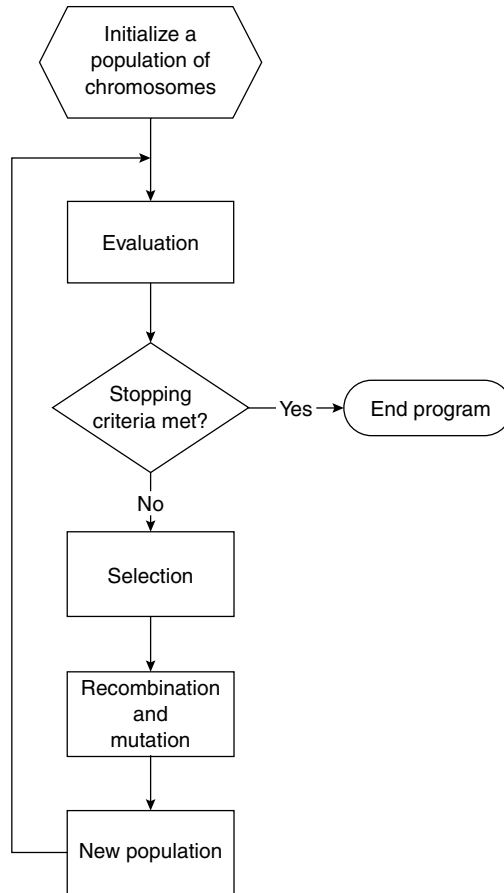 Initialize a
population of
chromosomes
Evaluation
Stopping
criteria met?
Yes
End program
No
Selection
Recombination
and
mutation
New population